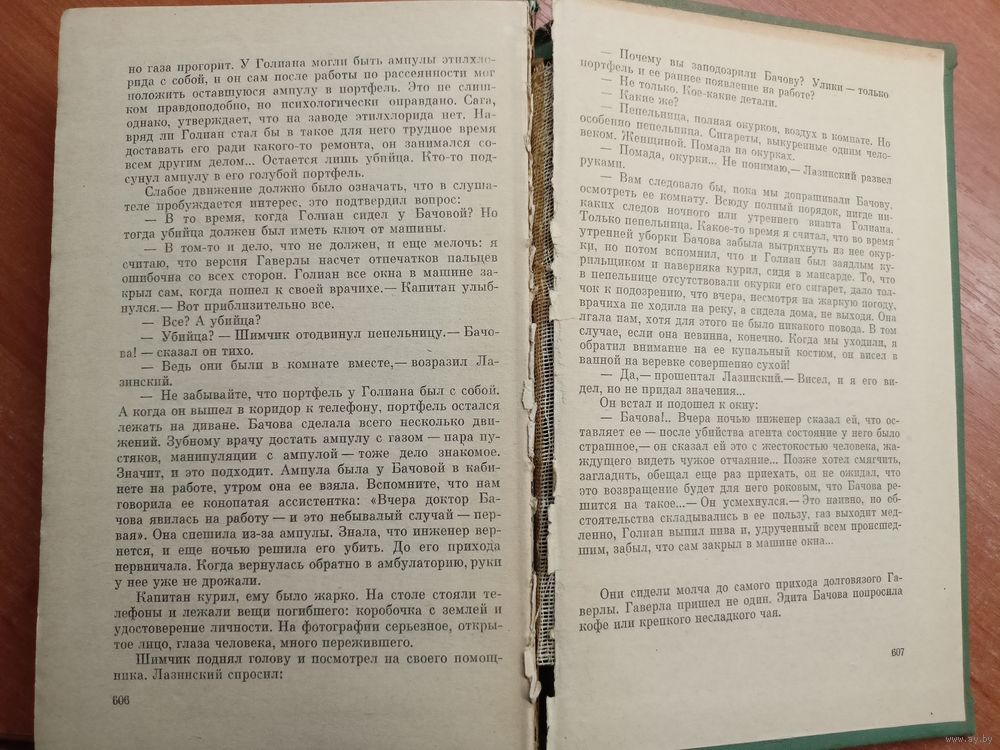 но газа прогорит. У Голиана могли быть ампулы этилхло-
рида с собой, и он сам после работы по рассеянности мог
положить оставшуюся ампулу в портфель. Это не слиш-
ком правдоподобно, но психологически оправдано. Сага,
однако, утверждает, что на заводе этилхлорида нет. На-
вряд ли Голиан стал бы в такое для него трудное время
доставать его ради какого-то ремонта, он занимался со-
всем другим делом... Остается лишь убийца. Кто-то под-
сунул ампулу в его голубой портфель.
Слабое движение должно было означать, что в слуша-
теле пробуждается интерес, это подтвердил вопрос:
— В то время, когда Голиан сидел у Бачовой? Но
тогда убийца должен был иметь ключ от машины.
— В том-то и дело, что не должен, и еще мелочь: я
считаю, что версия Гаверлы насчет отпечатков пальцев
ошибочна со всех сторон. Голиан все окна в машине за-
крыл сам, когда пошел к своей врачихе.— Капитан улыб-
нулся.— Вот приблизительно все.
— Все? А убийца?
— Убийца? — Шимчик отодвинул пепельницу.— Бачо-
ва! — сказал он тихо.
— Ведь они были в комнате вместе,— возразил Ла-
зинский.
— Не забывайте, что портфель у Голиана был с собой.
А когда он вышел в коридор к телефону, портфель остался
лежать на диване. Бачова сделала всего несколько дви-
жений. Зубному врачу достать ампулу с газом — пара пу-
стяков, манипуляции с ампулой — тоже дело знакомое.
Значит, и это подходит. Ампула была у Бачовой в каби-
нете на работе, утром она ее взяла. Вспомните, что нам
говорила ее конопатая ассистентка: «Вчера доктор Ба-
чова явилась на работу — и это небывалый случай — пер-
вая». Она спешила из-за ампулы. Знала, что инженер вер-
нется, и еще ночью решила его убить. До его прихода
нервничала. Когда вернулась обратно в амбулаторию, руки
у нее уже не дрожали.
Капитан курил, ему было жарко. На столе стояли те-
лефоны и лежали вещи погибшего: коробочка с землей и
удостоверение личности. На фотографии серьезное, откры-
тое лицо, глаза человека, много пережившего.
Шимчик поднял голову и посмотрел на своего помощ-
ника. Лазинский спросил:
606
— Почему вы заподозрили Бачову? Улики — только
портфель и ее раннее появление на работе?
— Не только. Кое-какие детали.
— Какие же?
— Пепельница, полная окурков, воздух в комнате. Но
особенно пепельница. Сигареты, выкуренные одним чело-
веком. Женщиной. Помада на окурках.
— Помада, окурки... Не понимаю,— Лазинский развел
руками.
— Вам следовало бы, пока мы допрашивали Бачову,
осмотреть ее комнату. Всюду полный порядок, нигде ни-
каких следов ночного или утреннего визита Голиана.
Только пепельница. Какое-то время я считал, что во время
утренней уборки Бачова забыла вытряхнуть из нее окур-
ки, но потом вспомнил, что и Голиан был заядлым ку-
рильщиком и наверняка курил, сидя в мансарде. То, что
в пепельнице отсутствовали окурки его сигарет, дало тол-
чок к подозрению, что вчера, несмотря на жаркую погоду,
врачиха не ходила на реку, а сидела дома, не выходя. Она
лгала нам, хотя для этого не было никакого повода. В том
случае, если она невинна, конечно. Когда мы уходили, я
обратил внимание на ее купальный костюм, он висел в
ванной на веревке совершенно сухой!
— Да,— прошептал Лазинский.— Висел, и я его ви-
дел, но не придал значения...
Он встал и подошел к окну:
— Бачова!.. Вчера ночью инженер сказал ей, что ос-
тавляет ее — после убийства агента состояние у него было
страшное,— он сказал ей это с жестокостью человека, жа-
ждущего видеть чужое отчаяние... Позже хотел смягчить,
загладить, обещал еще раз приехать, он не ожидал, что
это возвращение будет для него роковым, что Бачова ре-
шится на такое...— Он усмехнулся.— Это наивно, но об-
стоятельства складывались в ее пользу, газ выходит мед-
ленно, Голиан выпил пива и, удрученный всем происшед-
шим, забыл, что сам закрыл в машине окна...
Они сидели молча до самого прихода долговязого Га-
верлы. Гаверла пришел не один. Эдита Бачова попросила
кофе или крепкого несладкого чая.
607
www.ay.by